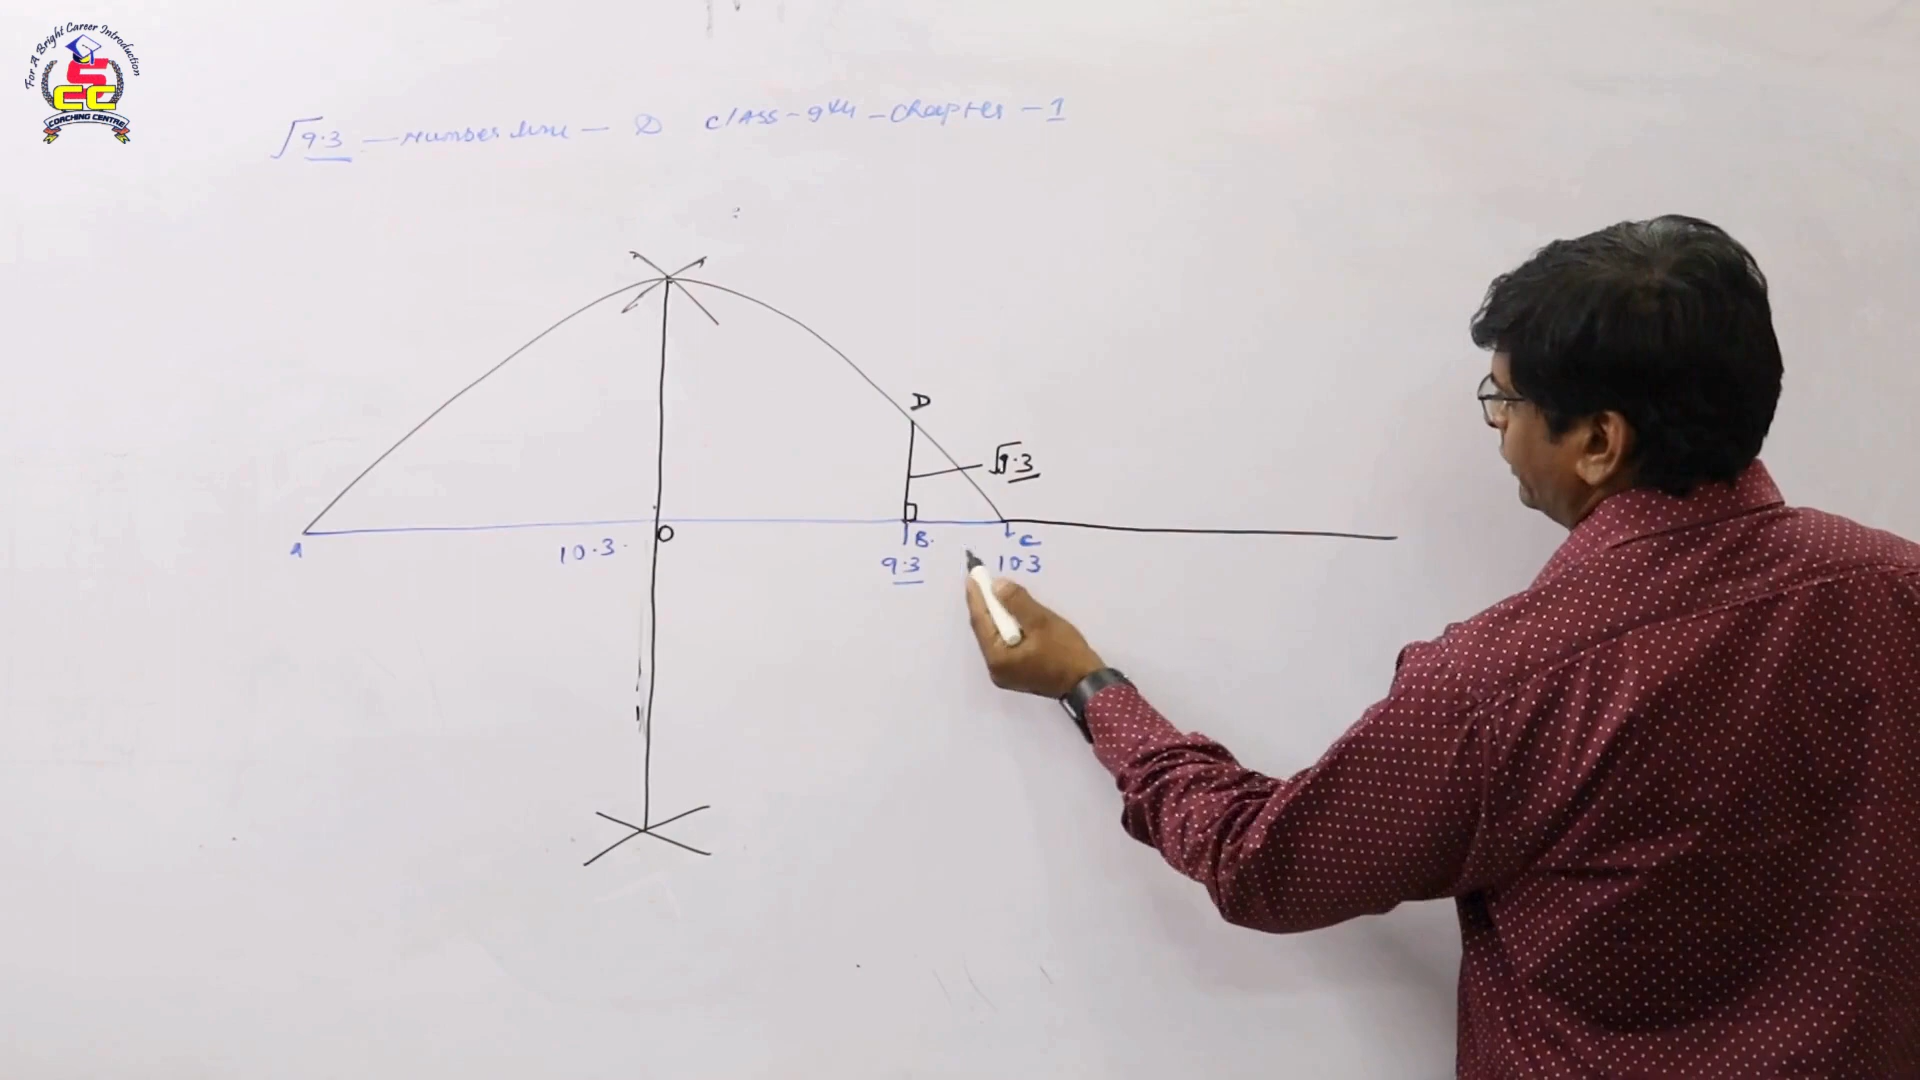 For A Bright Career Introduction
SCC
COACHING CENTRE
√9.3 — Number line — class - 9th - chapter - 1
D
√9.3
A
10.3
O
B
9.3
C
10.3